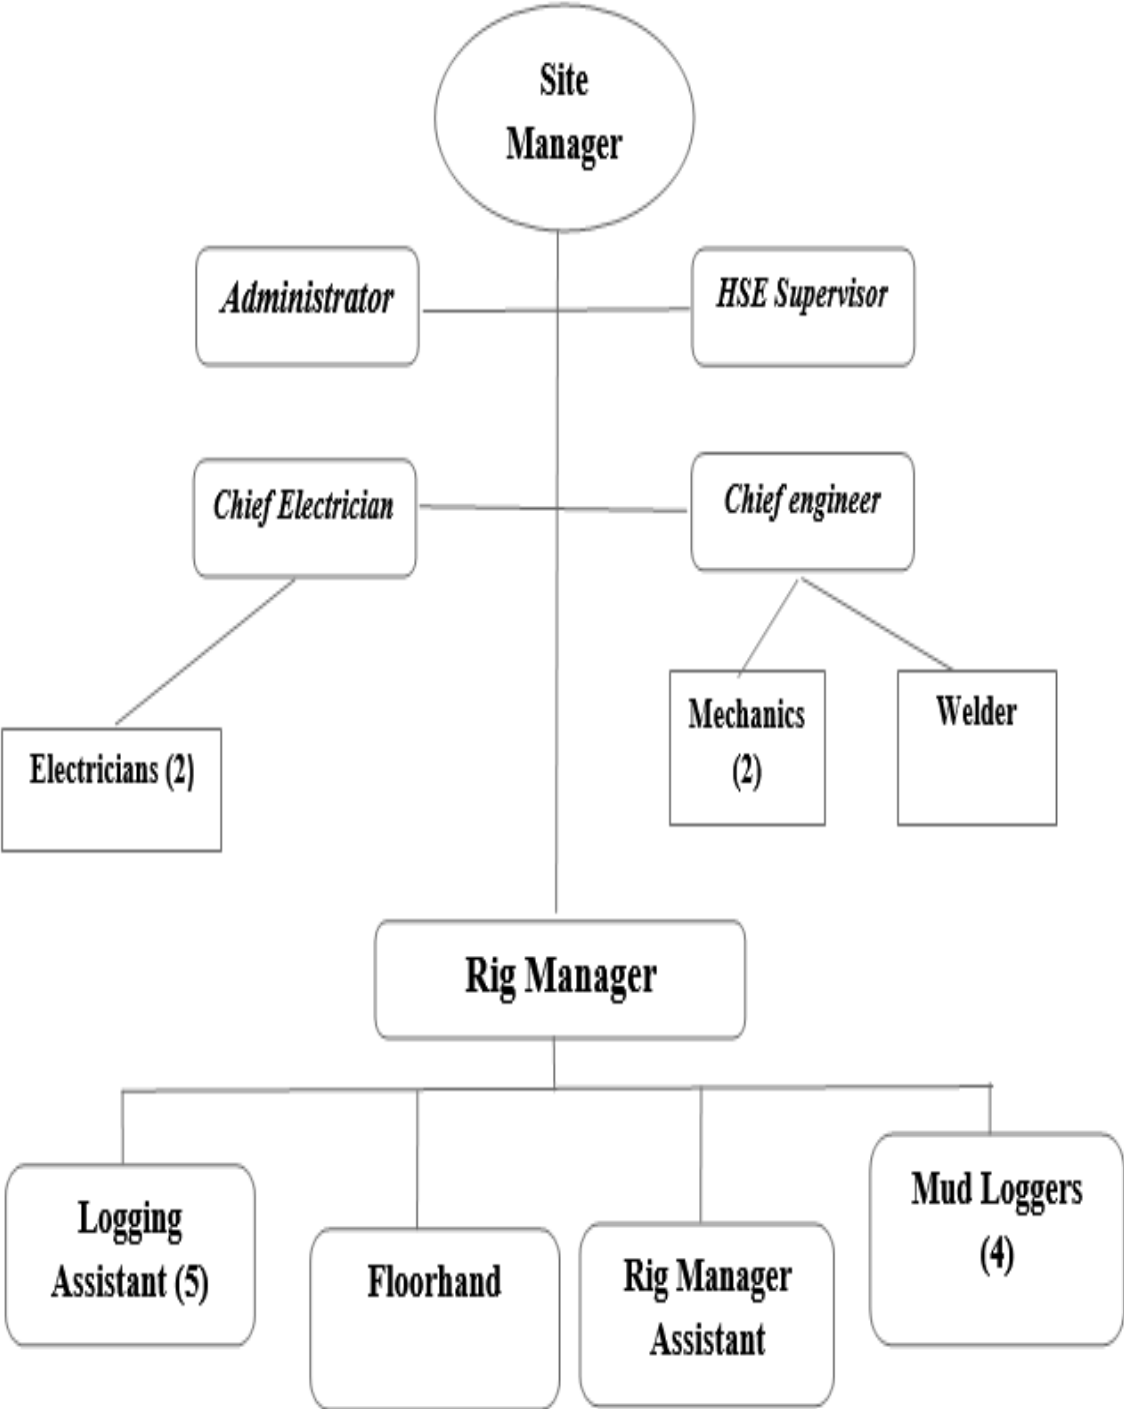 Site
Manager
Administrator
HSE Supervisor
Chief Electrician
Chief engineer
Electricians (2)
Mechanics
(2)
Welder
Rig Manager
Logging
Assistant (5)
Floorhand
Rig Manager
Assistant
Mud Loggers
(4)